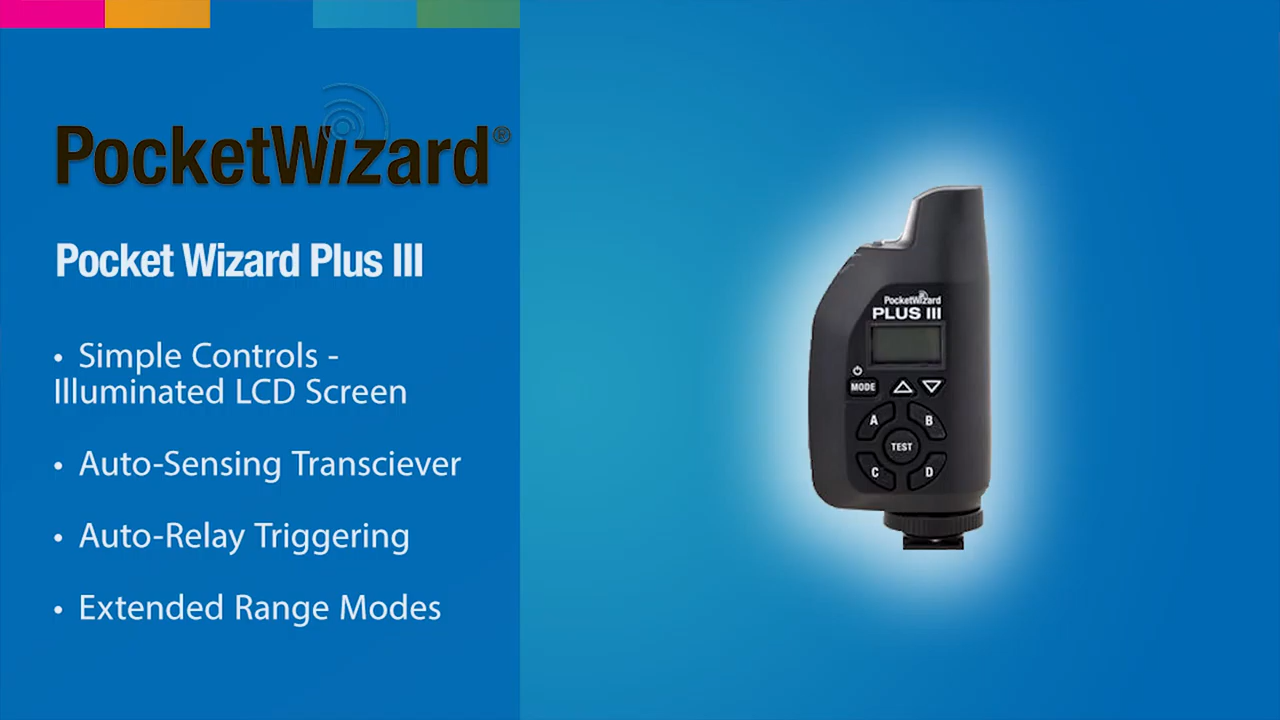 PocketWizard®
Pocket Wizard Plus III
• Simple Controls -
Illuminated LCD Screen
• Auto-Sensing Transciever
• Auto-Relay Triggering
• Extended Range Modes
PocketWizard
PLUS III
MODE
A
B
TEST
C
D